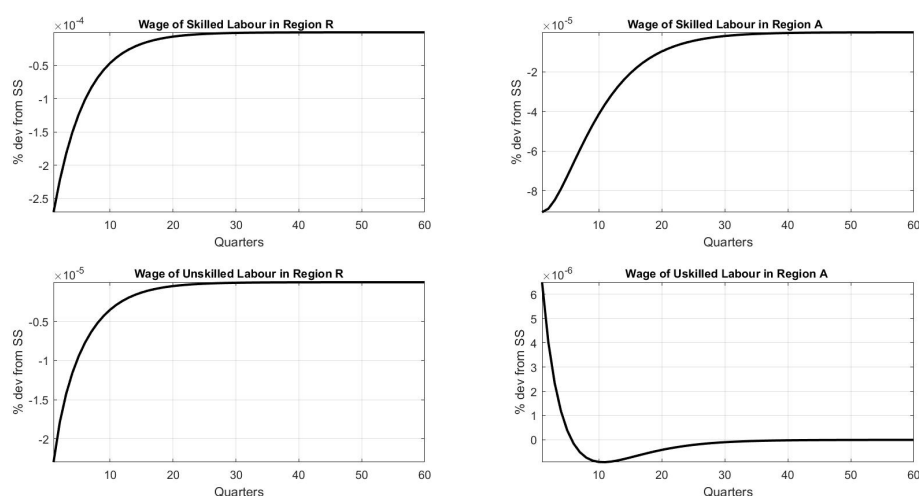 ×10⁻⁴
Wage of Skilled Labour in Region R
-0.5
-1
-1.5
-2
-2.5
% dev from SS
10 20 30 40 50 60
Quarters
×10⁻⁵
Wage of Skilled Labour in Region A
-2
-4
-6
-8
% dev from SS
10 20 30 40 50 60
Quarters
×10⁻⁵
Wage of Unskilled Labour in Region R
-0.5
-1
-1.5
-2
% dev from SS
10 20 30 40 50 60
Quarters
×10⁻⁶
Wage of Uskilled Labour in Region A
6
5
4
3
2
1
0
% dev from SS
10 20 30 40 50 60
Quarters